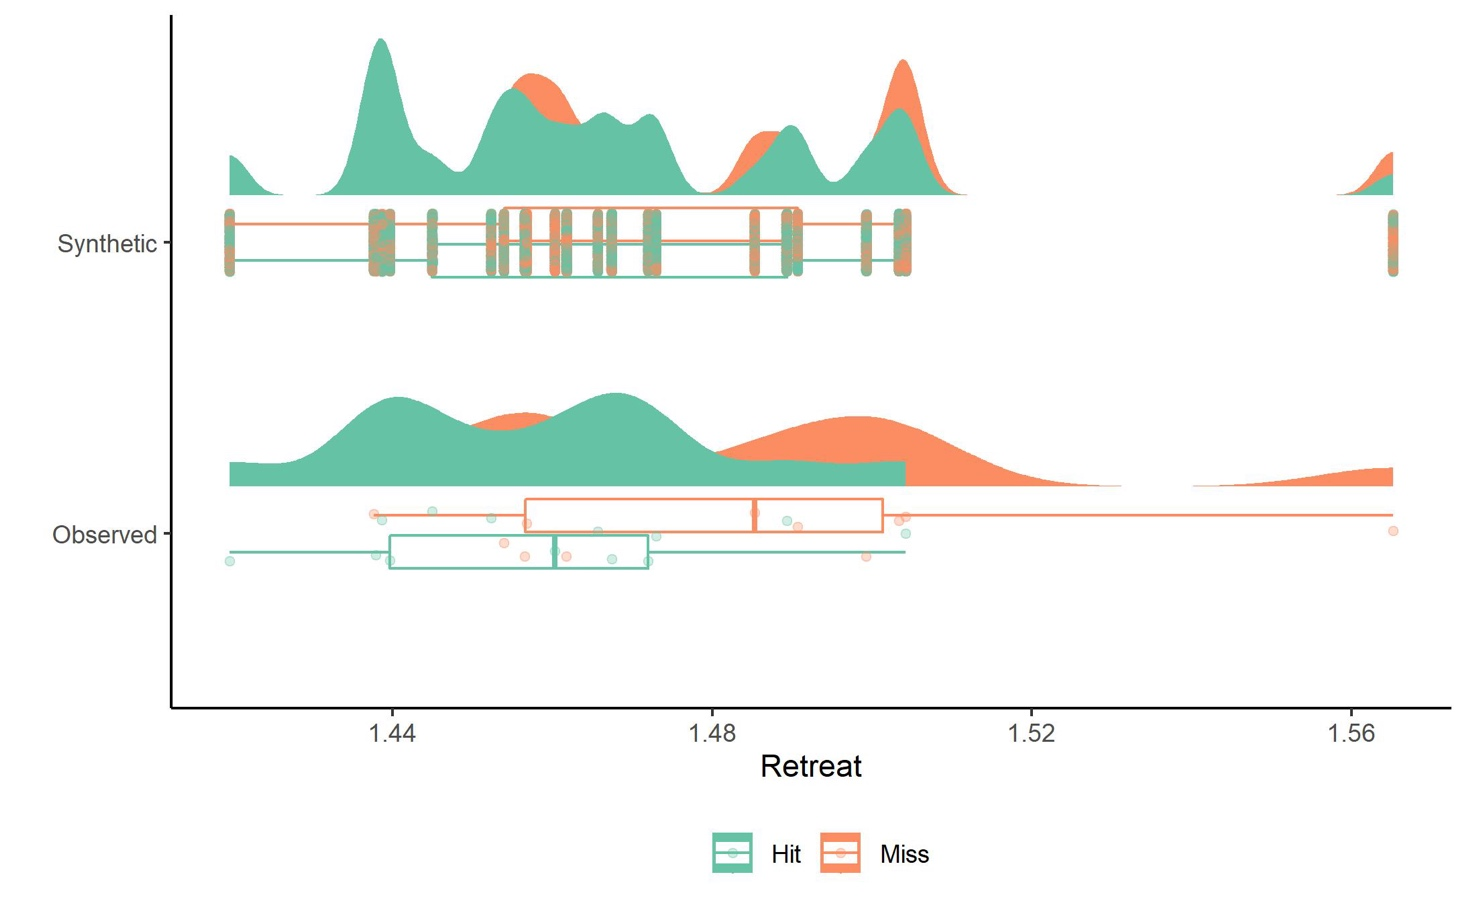 Synthetic
Observed
1.44 1.48 1.52 1.56
Retreat
Hit Miss